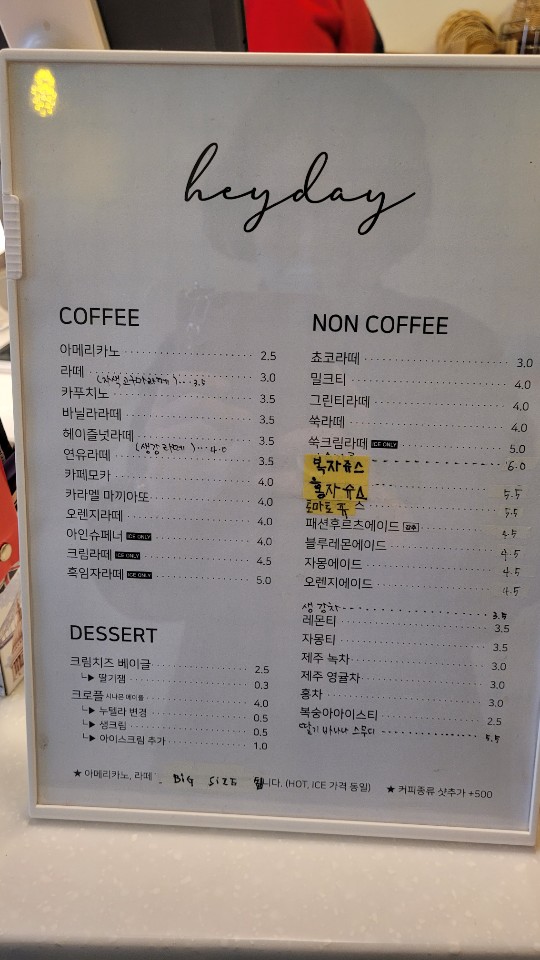 heyday
COFFEE
아메리카노 2.5
라떼 3.0
3.5
카푸치노 3.5
바닐라라떼 3.5
헤이즐넛라떼 3.5
(생강라떼) 4.0
연유라떼 3.5
카페모카 4.0
카라멜 마끼아또 4.0
오렌지라떼 4.0
아인슈페너 ICE ONLY 4.0
크림라떼 ICE ONLY 4.5
흑임자라떼 ICE ONLY 5.0
DESSERT
크림치즈 베이글 2.5
딸기잼 0.3
크로플 시나몬 메이플 4.0
누텔라 변경 0.5
생크림 0.5
아이스크림 추가 1.0
NON COFFEE
쵸코라떼 3.0
밀크티 4.0
그린티라떼 4.0
쑥라떼 4.0
쑥크림라떼 ICE ONLY 5.0
6.0
5.5
토마토 쥬스 5.5
패션후르츠에이드 강추 4.5
블루레몬에이드 4.5
자몽에이드 4.5
오렌지에이드 4.5
생강차 3.5
레몬티 3.5
자몽티 3.5
제주 녹차 3.0
제주 영귤차 3.0
홍차 3.0
복숭아아이스티 2.5
딸기 바나나 스무디 5.5
★ 아메리카노, 라떼 BIG SIZE 됩니다. (HOT, ICE 가격 동일) ★ 커피종류 샷추가 +500